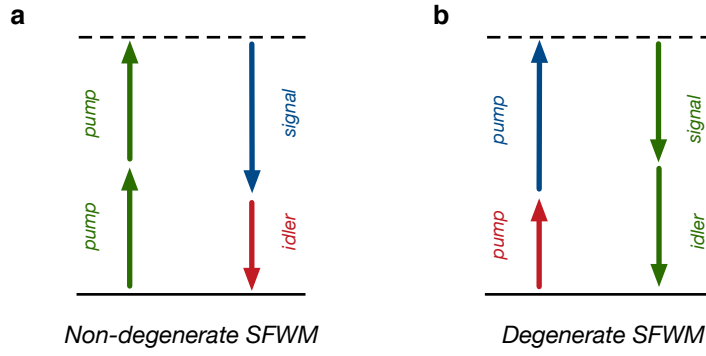 a
b
pump
signal
pump
signal
pump
idler
pump
idler
Non-degenerate SFWM
Degenerate SFWM